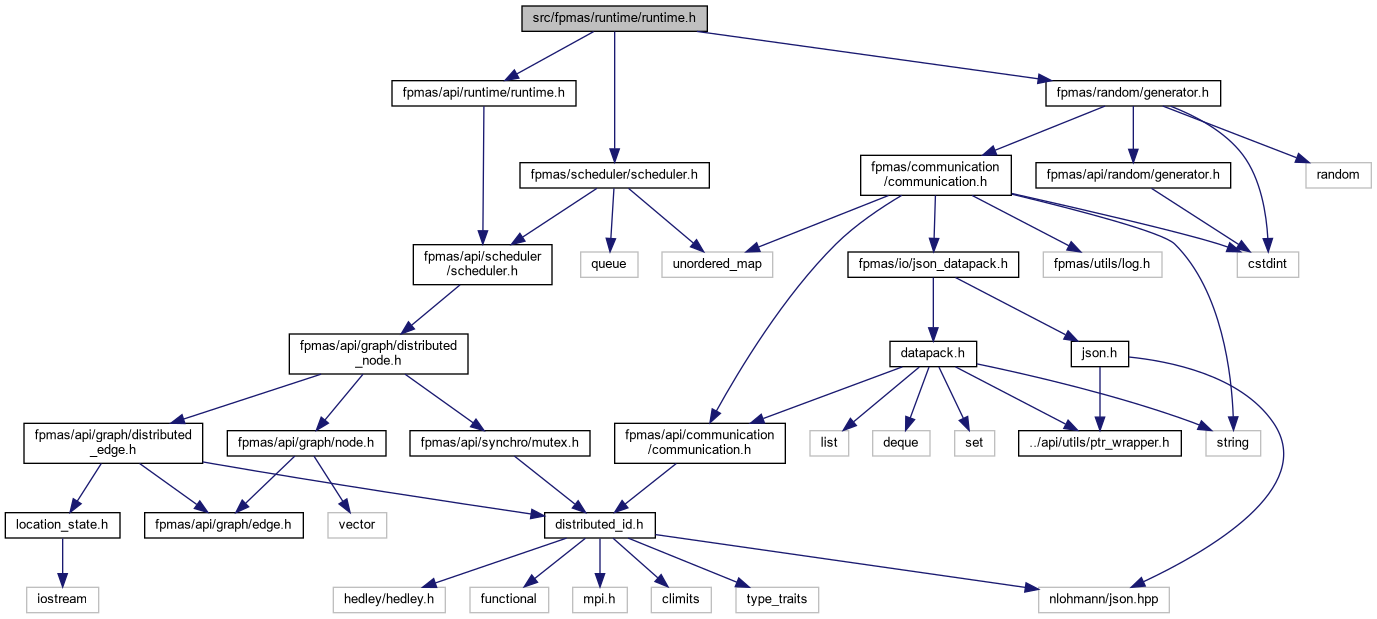 src/fpmas/runtime/runtime.h
fpmas/api/runtime/runtime.h
fpmas/random/generator.h
fpmas/scheduler/scheduler.h
fpmas/communication
/communication.h
fpmas/api/random/generator.h
random
fpmas/api/scheduler
/scheduler.h
queue
unordered_map
fpmas/io/json_datapack.h
fpmas/utils/log.h
cstdint
fpmas/api/graph/distributed
_node.h
datapack.h
json.h
fpmas/api/graph/distributed
_edge.h
fpmas/api/graph/node.h
fpmas/api/synchro/mutex.h
fpmas/api/communication
/communication.h
list
deque
set
../api/utils/ptr_wrapper.h
string
location_state.h
fpmas/api/graph/edge.h
vector
distributed_id.h
iostream
hedley/hedley.h
functional
mpi.h
climits
type_traits
nlohmann/json.hpp